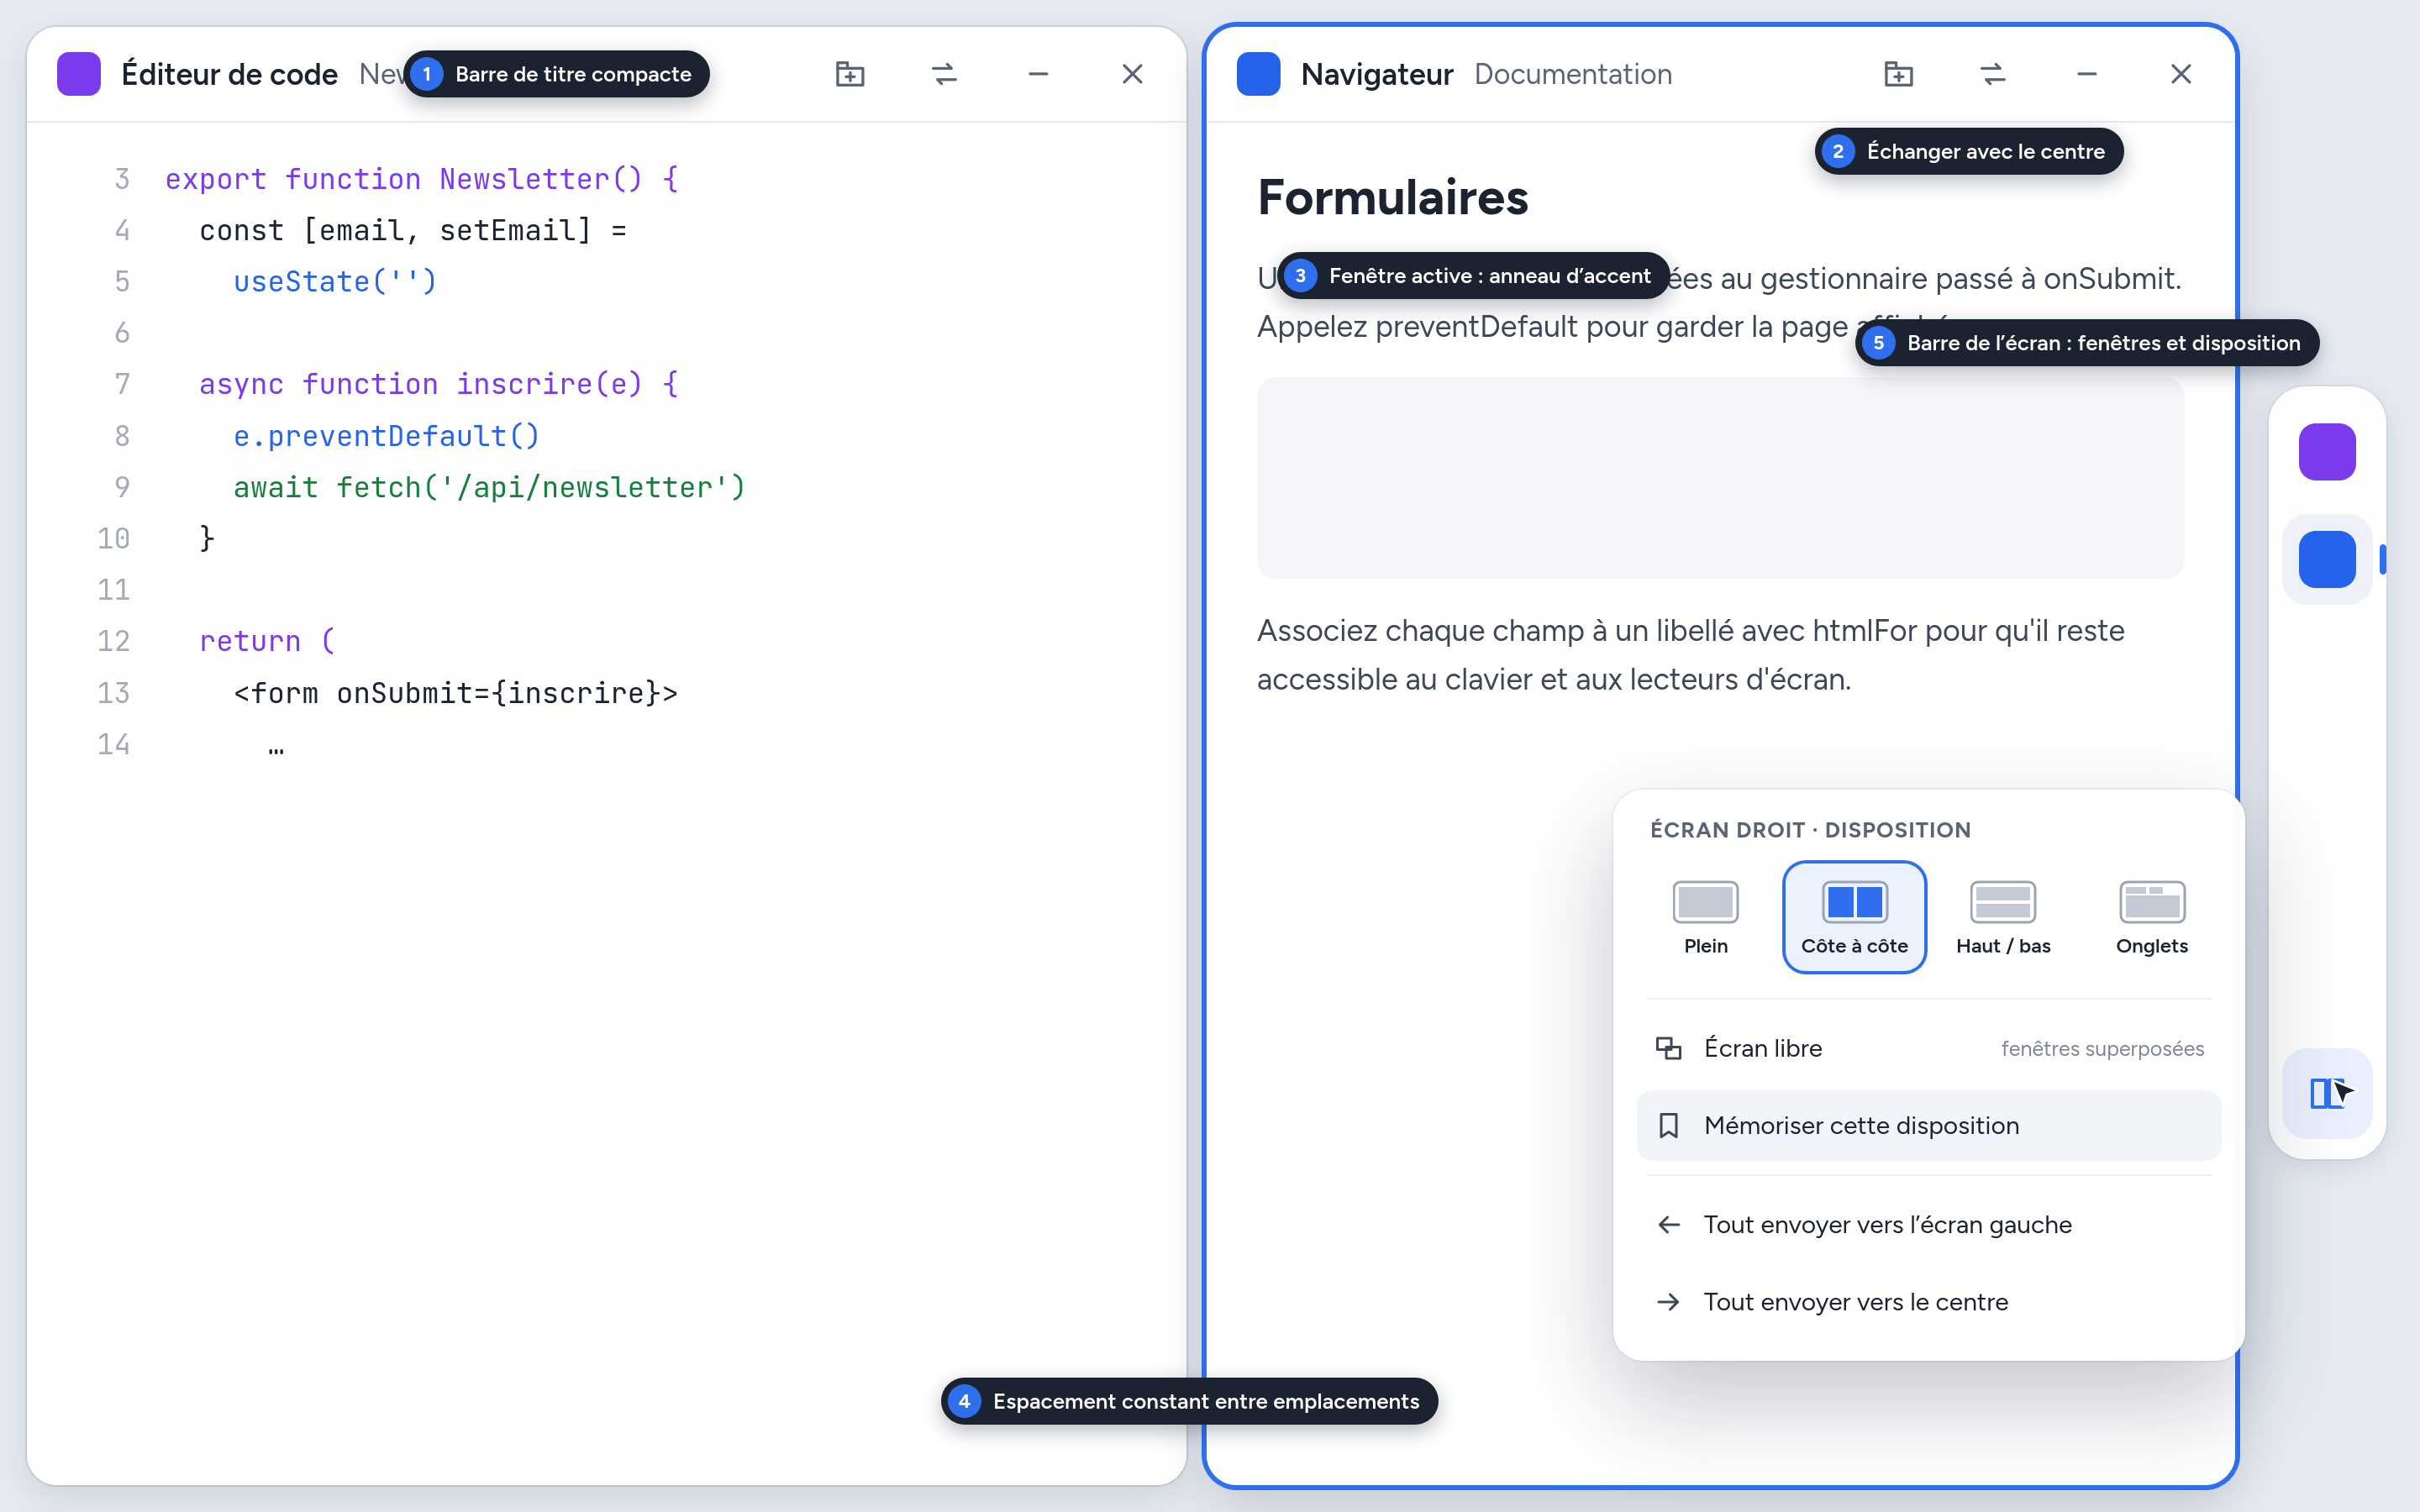 Éditeur de code
1 Barre de titre compacte
3 export function Newsletter() {
4 const [email, setEmail] =
5 useState('')
6
7 async function inscrire(e) {
8 e.preventDefault()
9 await fetch('/api/newsletter')
10 }
11
12 return (
13 <form onSubmit={inscrire}>
14 …
Navigateur Documentation
2 Échanger avec le centre
Formulaires
3 Fenêtre active : anneau d’accent
au gestionnaire passé à onSubmit.
Appelez preventDefault pour garder la page
5 Barre de l’écran : fenêtres et disposition
Associez chaque champ à un libellé avec htmlFor pour qu'il reste
accessible au clavier et aux lecteurs d'écran.
ÉCRAN DROIT · DISPOSITION
Plein Côte à côte Haut / bas Onglets
Écran libre fenêtres superposées
Mémoriser cette disposition
Tout envoyer vers l’écran gauche
Tout envoyer vers le centre
4 Espacement constant entre emplacements